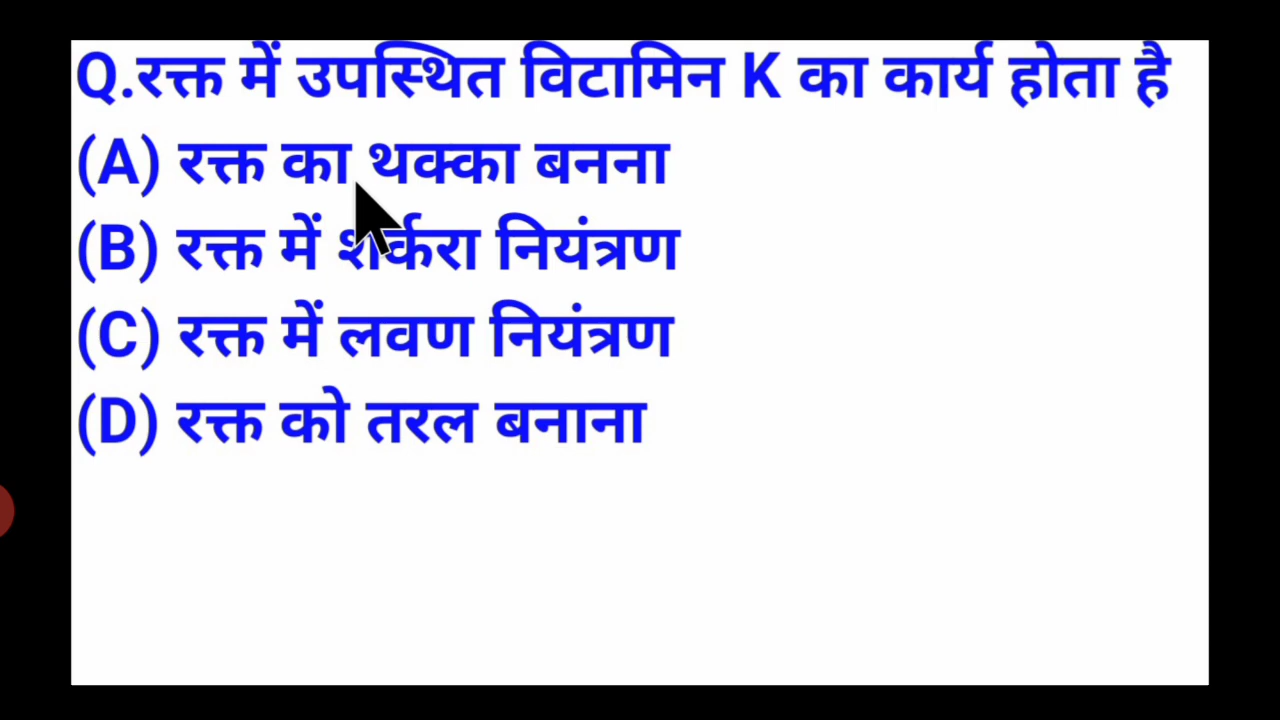 Q.रक्त में उपस्थित विटामिन K का कार्य होता है
(A) रक्त का थक्का बनना
(B) रक्त में शर्करा नियंत्रण
(C) रक्त में लवण नियंत्रण
(D) रक्त को तरल बनाना